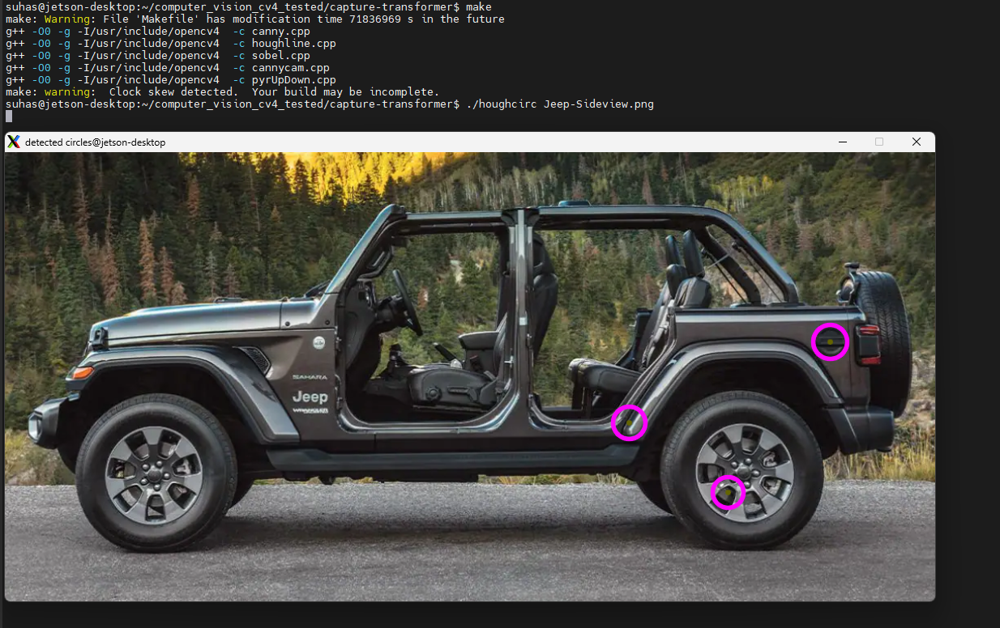 suhas@jetson-desktop:~/computer_vision_cv4_tested/capture-transformer$ make
make: Warning: File 'Makefile' has modification time 71836969 s in the future
g++ -O0 -g -I/usr/include/opencv4  -c canny.cpp
g++ -O0 -g -I/usr/include/opencv4  -c houghline.cpp
g++ -O0 -g -I/usr/include/opencv4  -c sobel.cpp
g++ -O0 -g -I/usr/include/opencv4  -c cannycam.cpp
g++ -O0 -g -I/usr/include/opencv4  -c pyrUpDown.cpp
make: warning:  Clock skew detected.  Your build may be incomplete.
suhas@jetson-desktop:~/computer_vision_cv4_tested/capture-transformer$ ./houghcirc Jeep-Sideview.png
detected circles@jetson-desktop
SAHARA
Jeep
WRANGLER